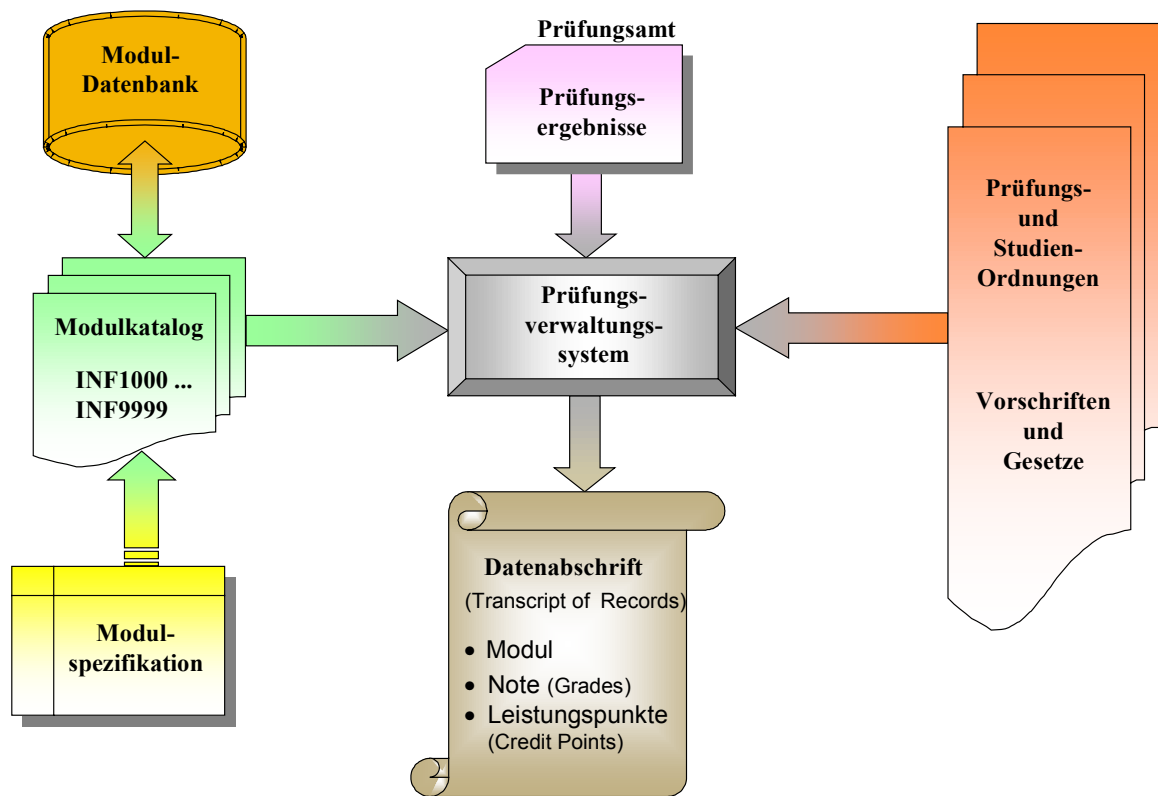 Modul-
Datenbank
Prüfungsamt
Prüfungs-
ergebnisse
Prüfungs-
und
Studien-
Ordnungen
Vorschriften
und
Gesetze
Modulkatalog
INF1000 ...
INF9999
Prüfungs-
verwaltungs-
system
Modul-
spezifikation
Datenabschrift
(Transcript of Records)
• Modul
• Note (Grades)
• Leistungspunkte
(Credit Points)